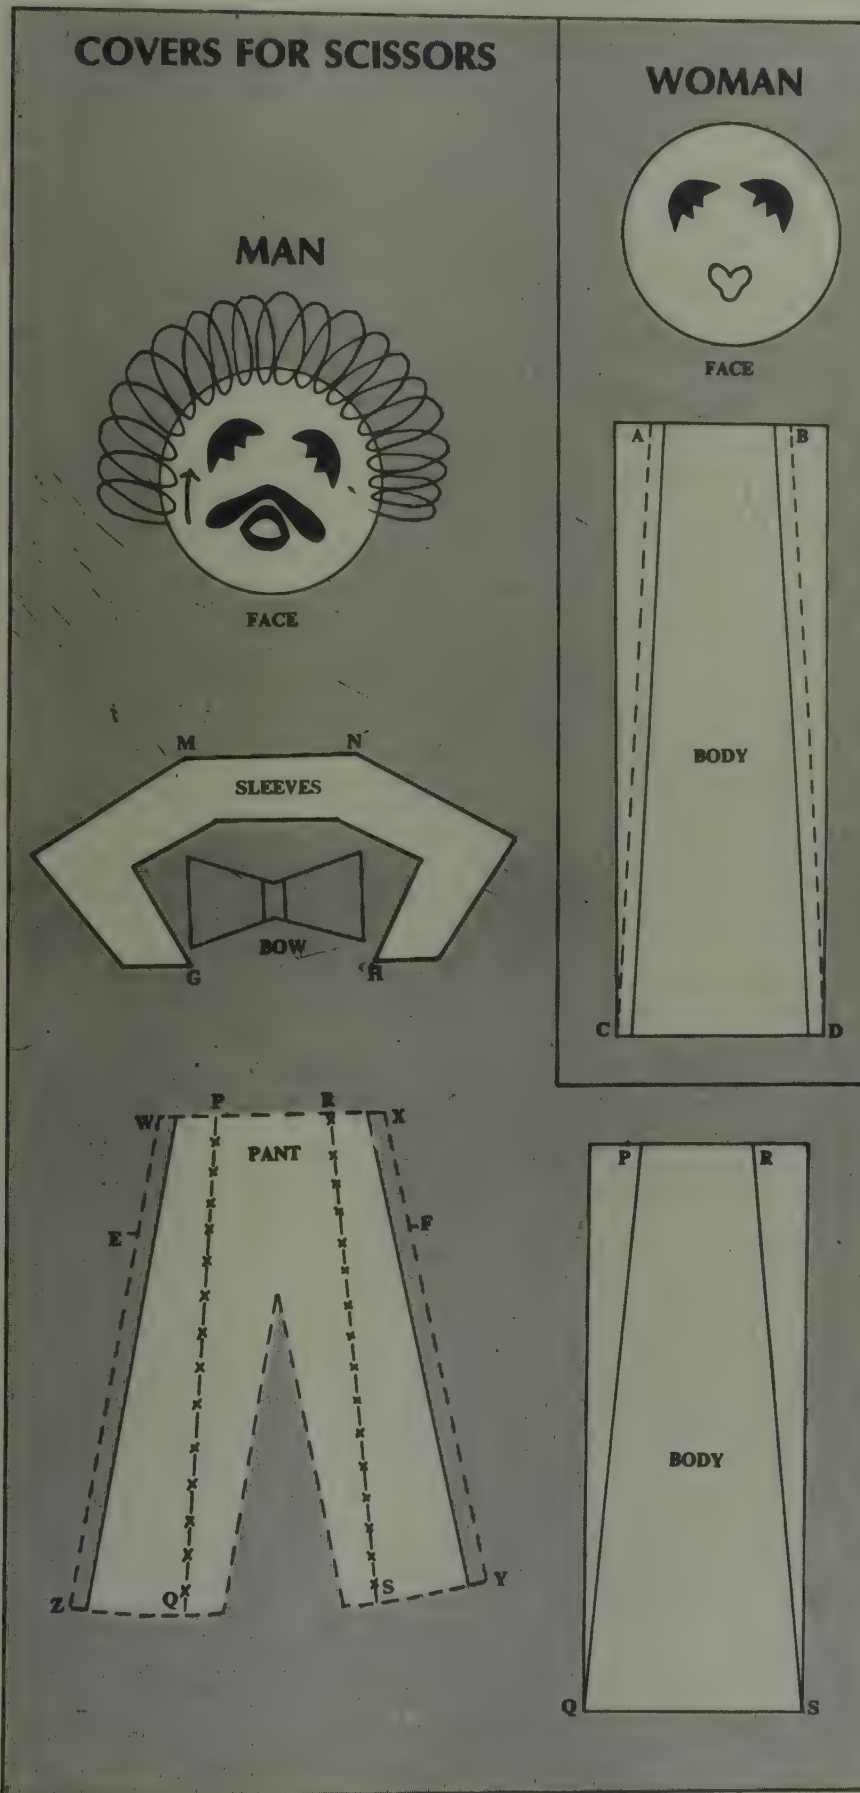 COVERS FOR SCISSORS
MAN
FACE
M N
SLEEVES
BOW
G H
W P R X
PANT
E F
Z Q S Y
WOMAN
FACE
A B
BODY
C D
P R
BODY
Q S